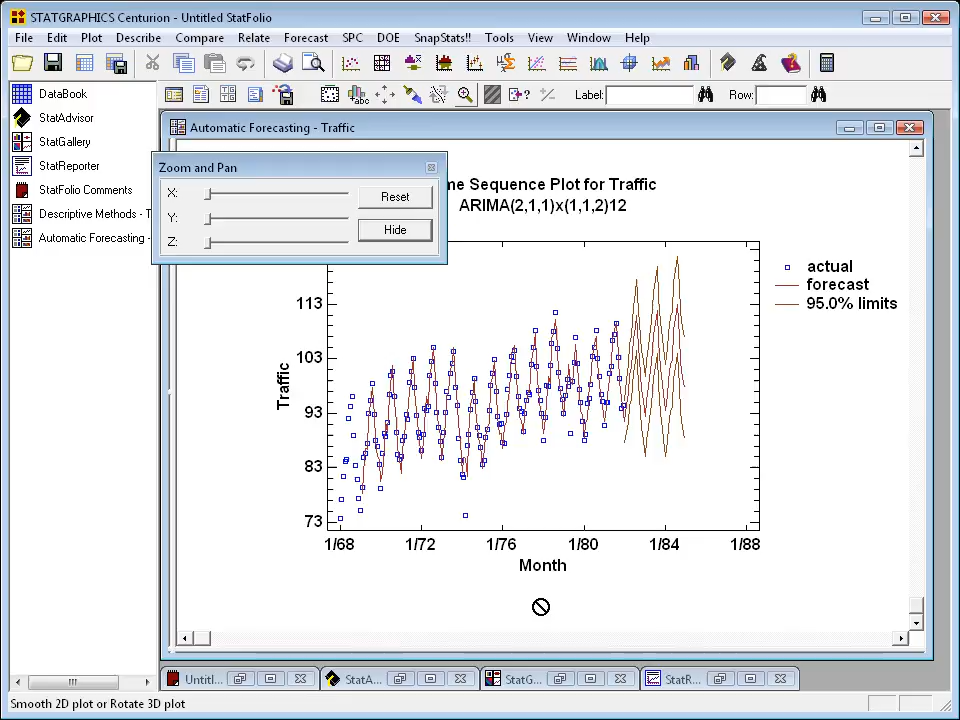 STATGRAPHICS Centurion - Untitled StatFolio
File Edit Plot Describe Compare Relate Forecast SPC DOE SnapStats!! Tools View Window Help
Label: Row:
DataBook
StatAdvisor
StatGallery
StatReporter
StatFolio Comments
Descriptive Methods - T
Automatic Forecasting -
Automatic Forecasting - Traffic
Zoom and Pan
X:
Y:
Z:
Reset
Hide
me Sequence Plot for Traffic
ARIMA(2,1,1)x(1,1,2)12
actual
forecast
95.0% limits
Traffic
113
103
93
83
73
1/68 1/72 1/76 1/80 1/84 1/88
Month
Untitl... StatA... StatG... StatR...
Smooth 2D plot or Rotate 3D plot